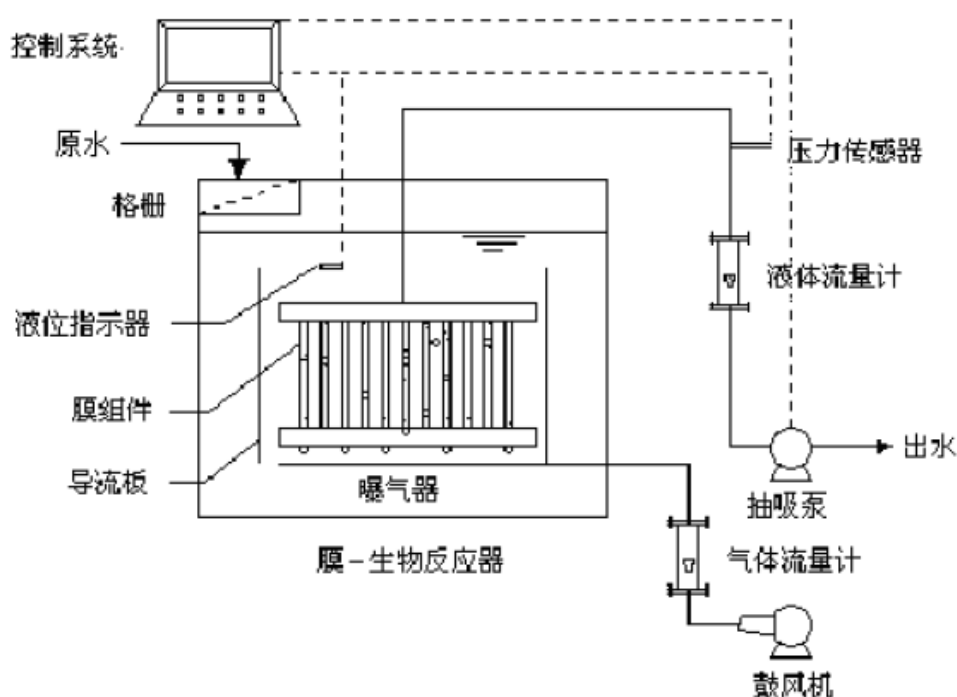 控制系统
原水
压力传感器
格栅
液体流量计
液位指示器
膜组件
出水
导流板
曝气器
抽吸泵
膜-生物反应器
气体流量计
鼓风机